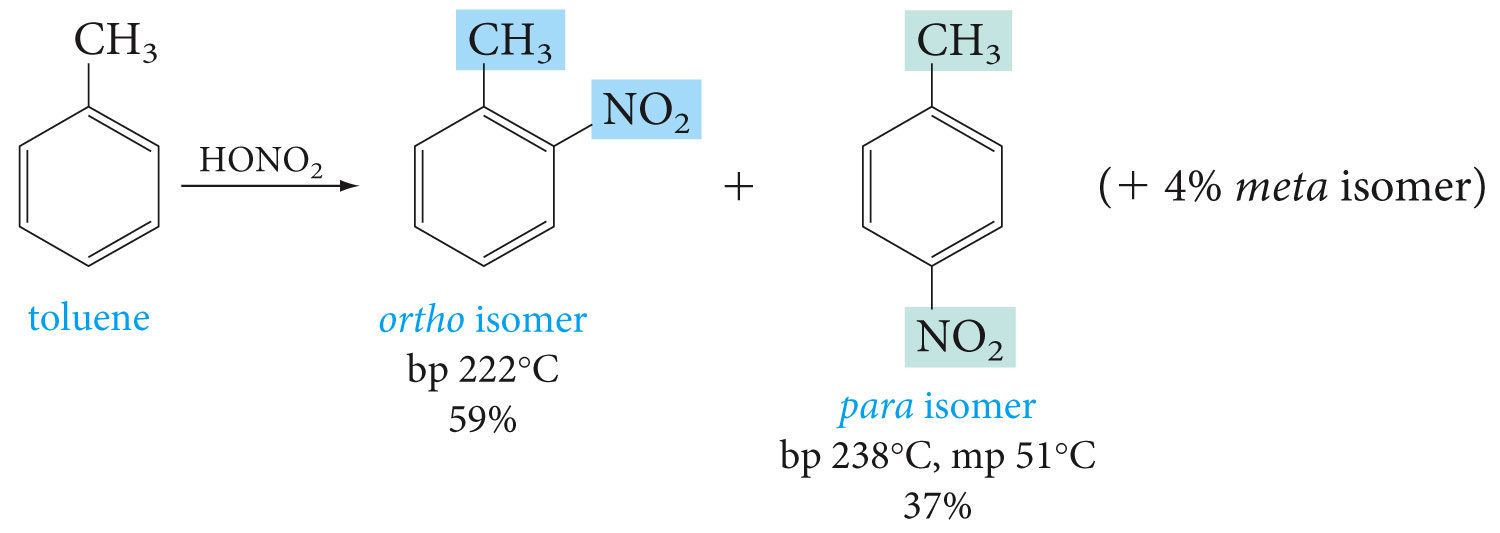 CH₃
HONO₂
toluene
CH₃
NO₂
ortho isomer
bp 222°C
59%
+
CH₃
NO₂
para isomer
bp 238°C, mp 51°C
37%
(+ 4% meta isomer)